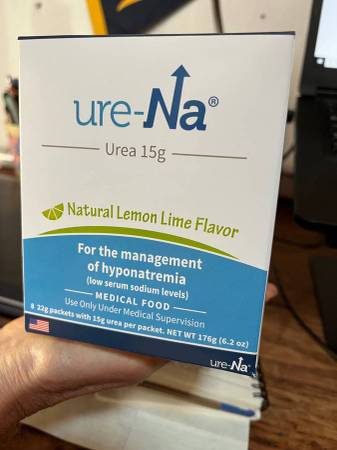 ure-Na®
Urea 15g
Natural Lemon Lime Flavor
For the management
of hyponatremia
(low serum sodium levels)
MEDICAL FOOD
Use Only Under Medical Supervision
8 22g packets with 15g urea per packet. NET WT 176g (6.2 oz)
ure-Na®